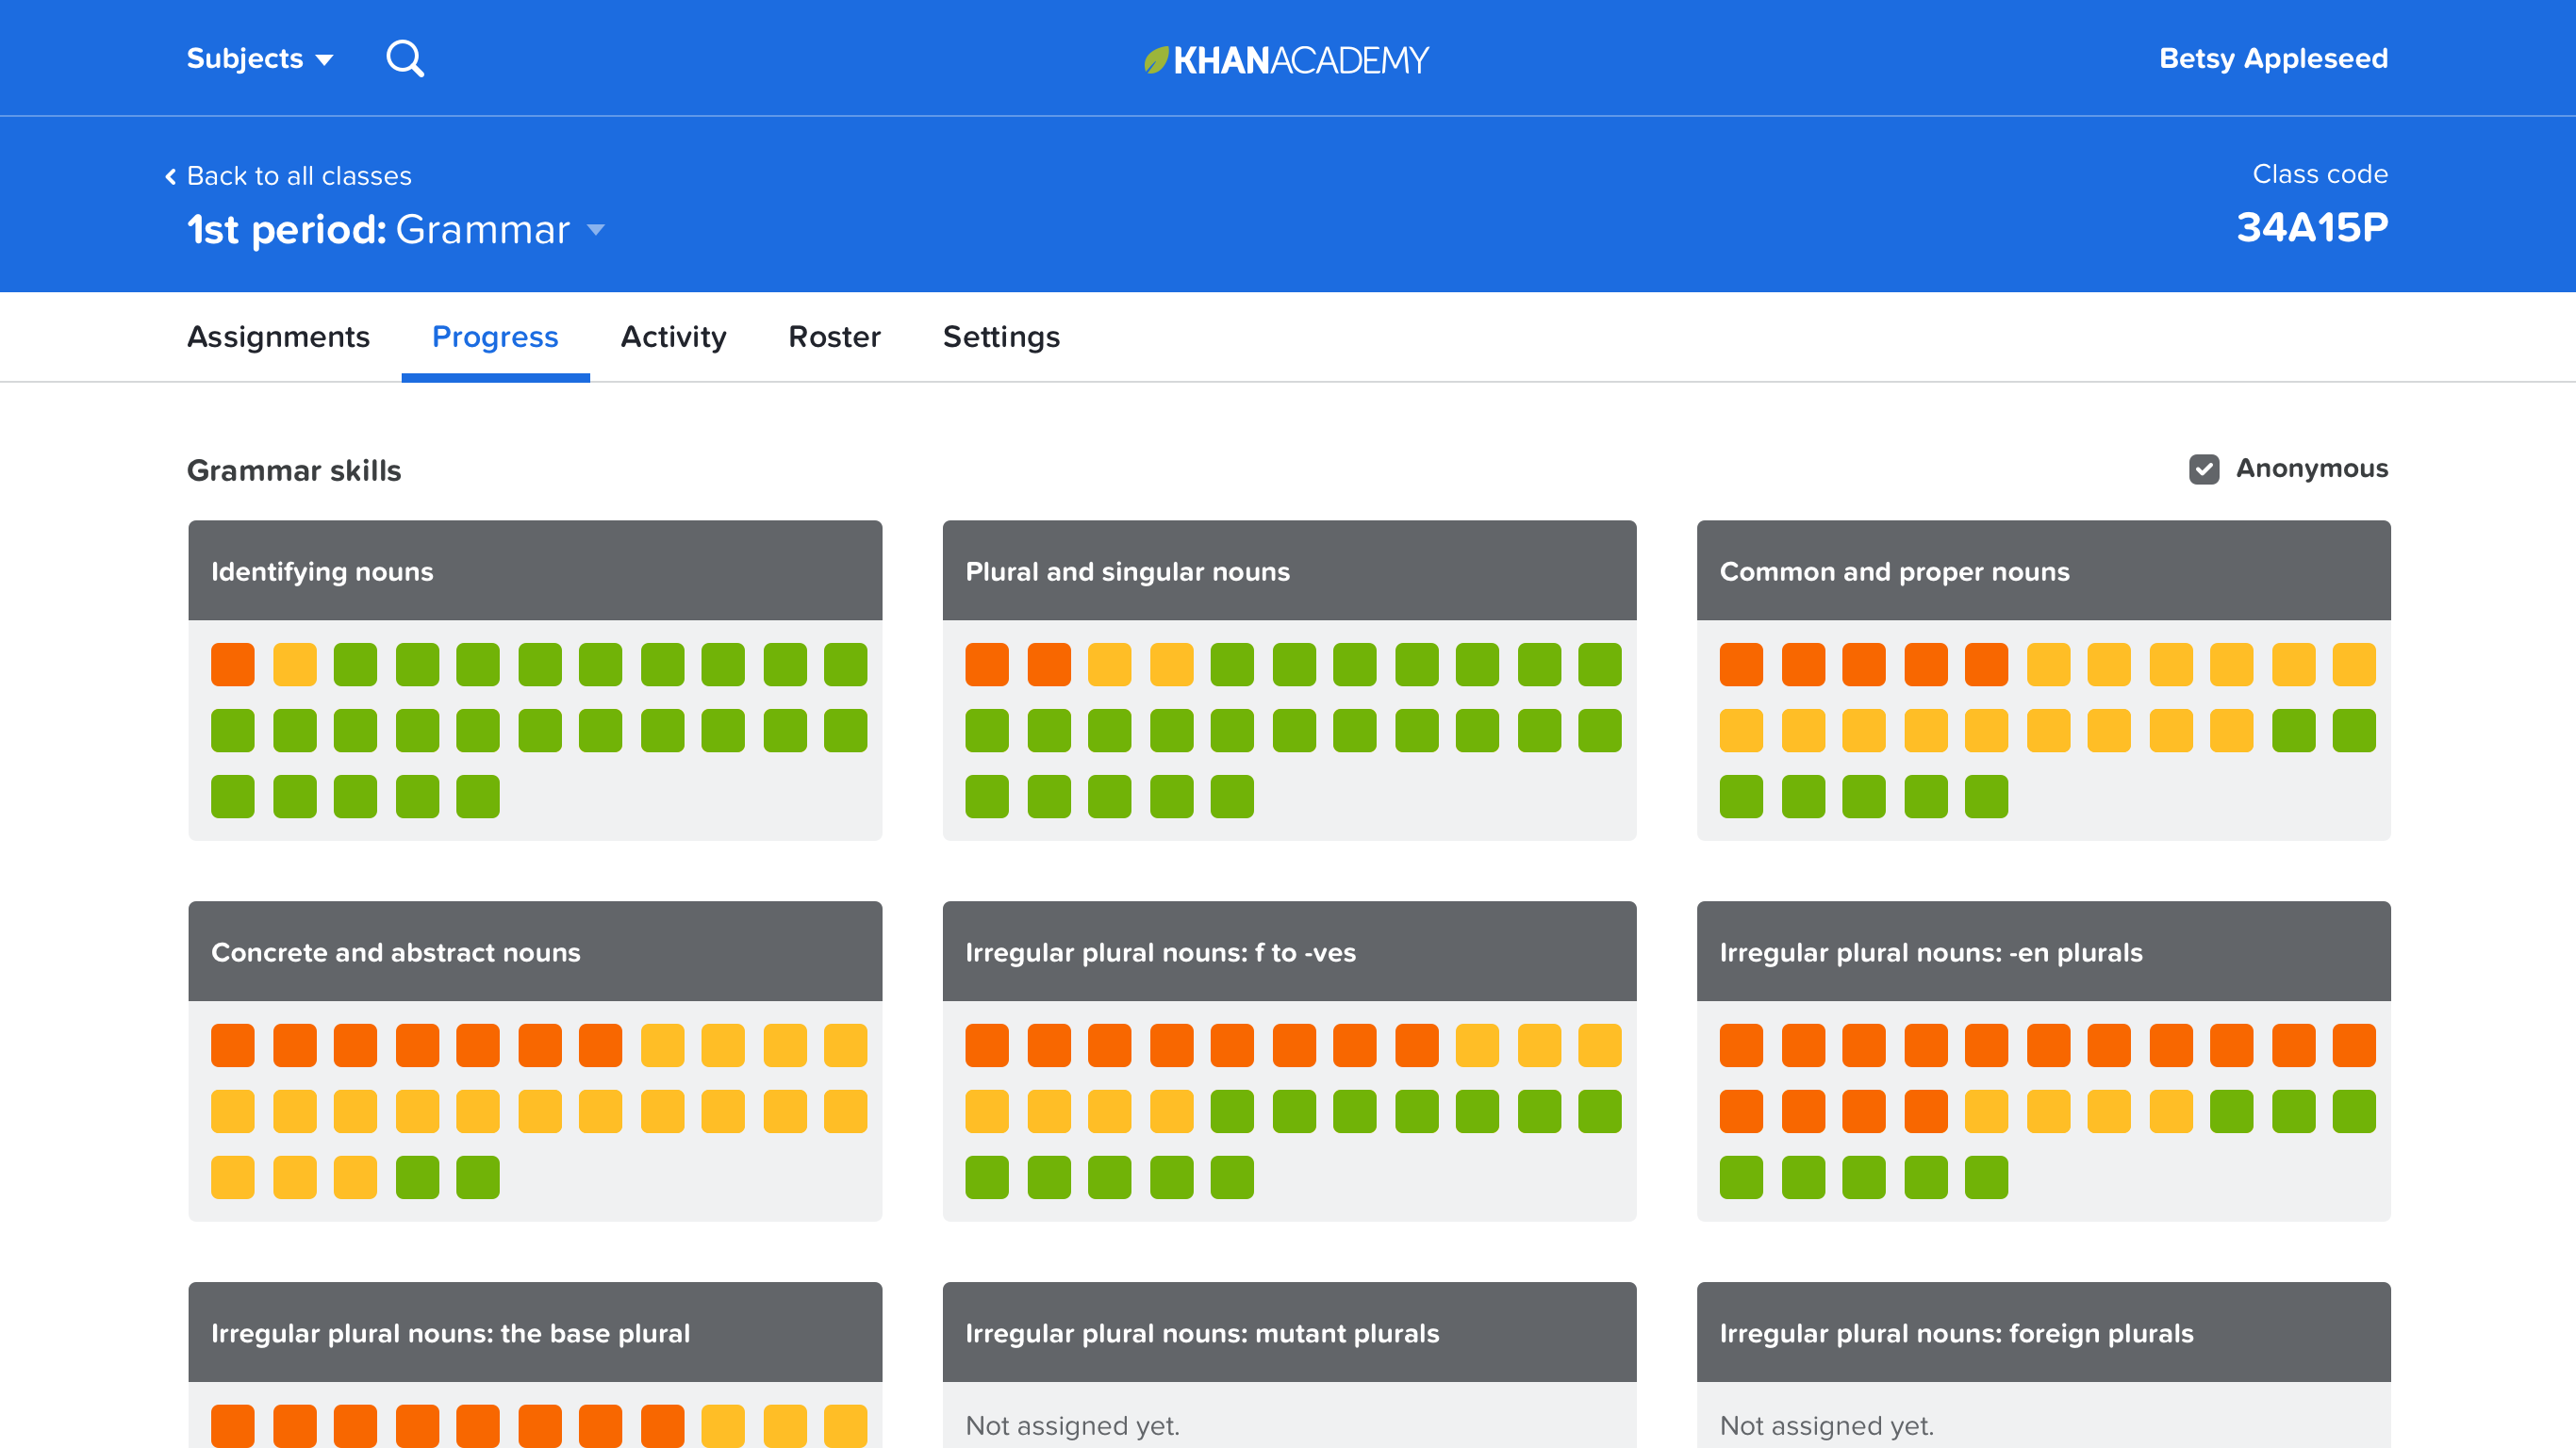 Subjects
KHANACADEMY
Betsy Appleseed
Back to all classes
Class code
1st period: Grammar
34A15P
Assignments Progress Activity Roster Settings
Grammar skills
Anonymous
Identifying nouns
Plural and singular nouns
Common and proper nouns
Concrete and abstract nouns
Irregular plural nouns: f to -ves
Irregular plural nouns: -en plurals
Irregular plural nouns: the base plural
Irregular plural nouns: mutant plurals
Irregular plural nouns: foreign plurals
Not assigned yet.
Not assigned yet.